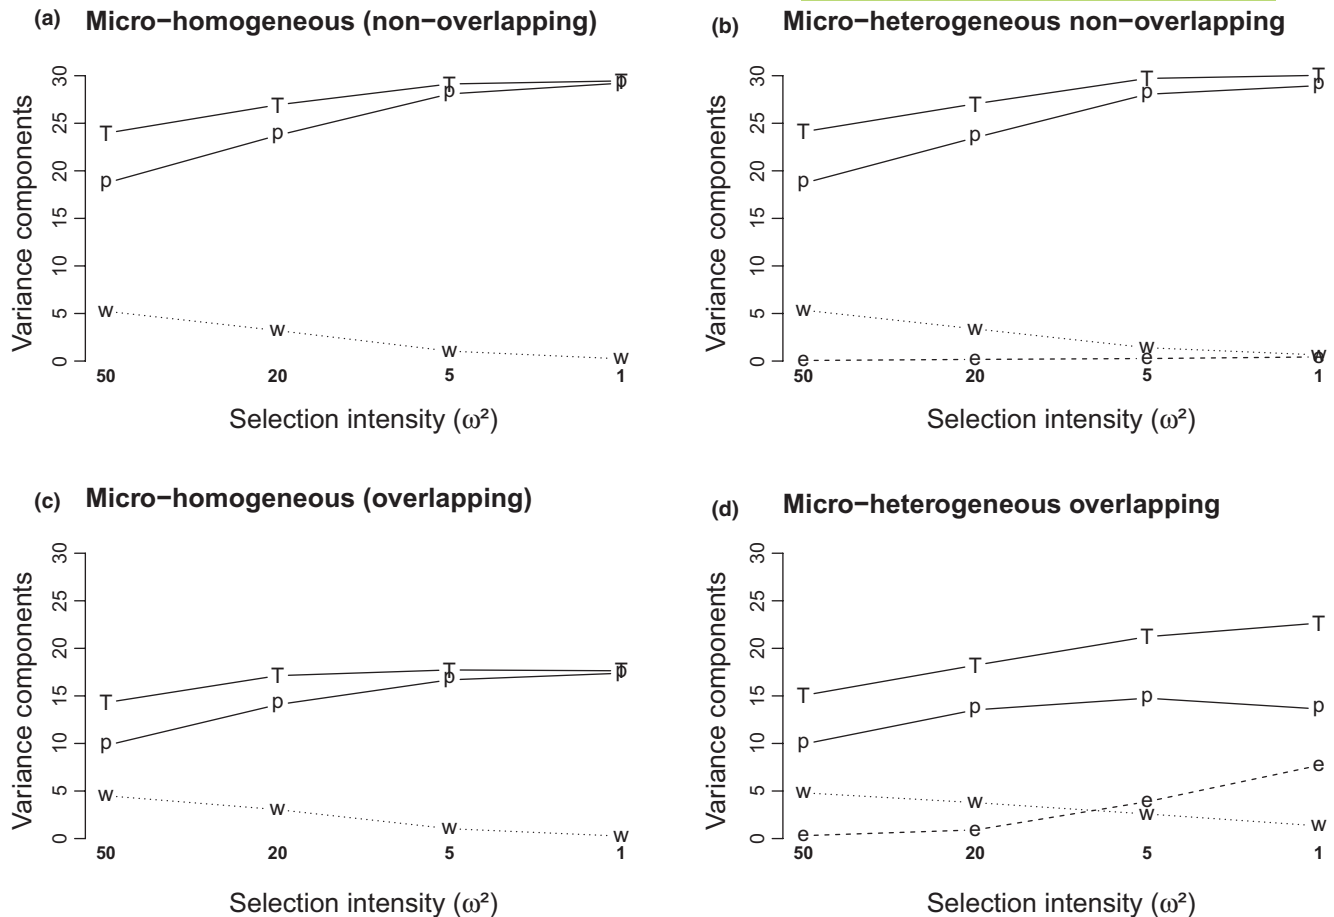 (a) Micro−homogeneous (non−overlapping)
Variance components
30
25
20
15
10
5
0
T T T T
p p p p
w w w w
50 20 5 1
Selection intensity (ω²)
(b) Micro−heterogeneous non−overlapping
Variance components
30
25
20
15
10
5
0
T T T T
p p p p
w w w w
e e e e
50 20 5 1
Selection intensity (ω²)
(c) Micro−homogeneous (overlapping)
Variance components
30
25
20
15
10
5
0
T T T T
p p p p
w w w w
50 20 5 1
Selection intensity (ω²)
(d) Micro−heterogeneous overlapping
Variance components
30
25
20
15
10
5
0
T T T T
p p p p
w w w w
e e e e
50 20 5 1
Selection intensity (ω²)